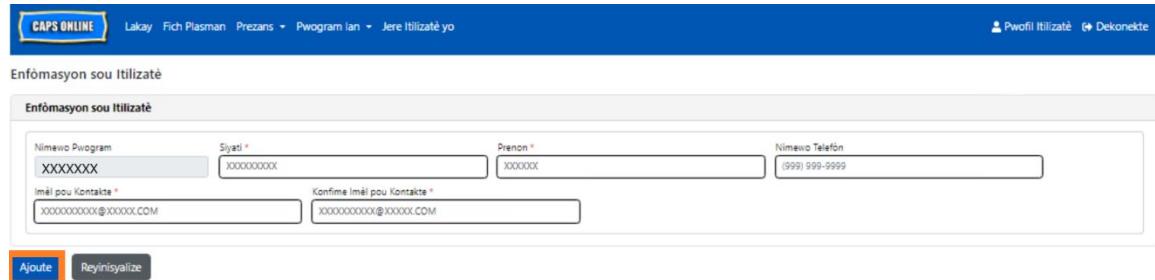 CAPS ONLINE Lakay Fich Plasman Prezans Pwogram lan Jere Itilizatè yo Pwofil Itilizatè Dekonekte
Enfòmasyon sou Itilizatè
Enfòmasyon sou Itilizatè
Nimewo Pwogram Siyati * Prenon * Nimewo Telefòn
XXXXXXX XXXXXXXXX XXXXXX (999) 999-9999
Imèl pou Kontakte * Konfime Imèl pou Kontakte *
XXXXXXXXXX@XXXXX.COM XXXXXXXXXX@XXXXX.COM
Ajoute Reyinisyalize